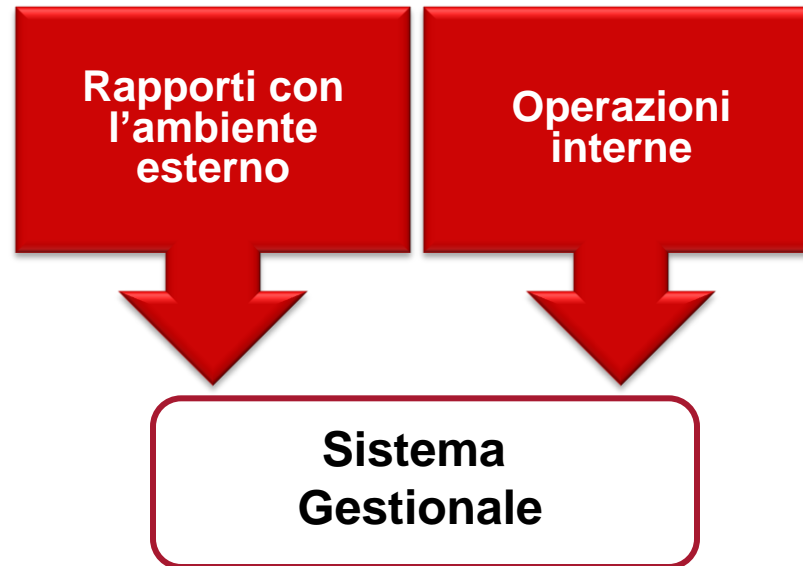 Rapporti con
l’ambiente
esterno
Operazioni
interne
Sistema
Gestionale